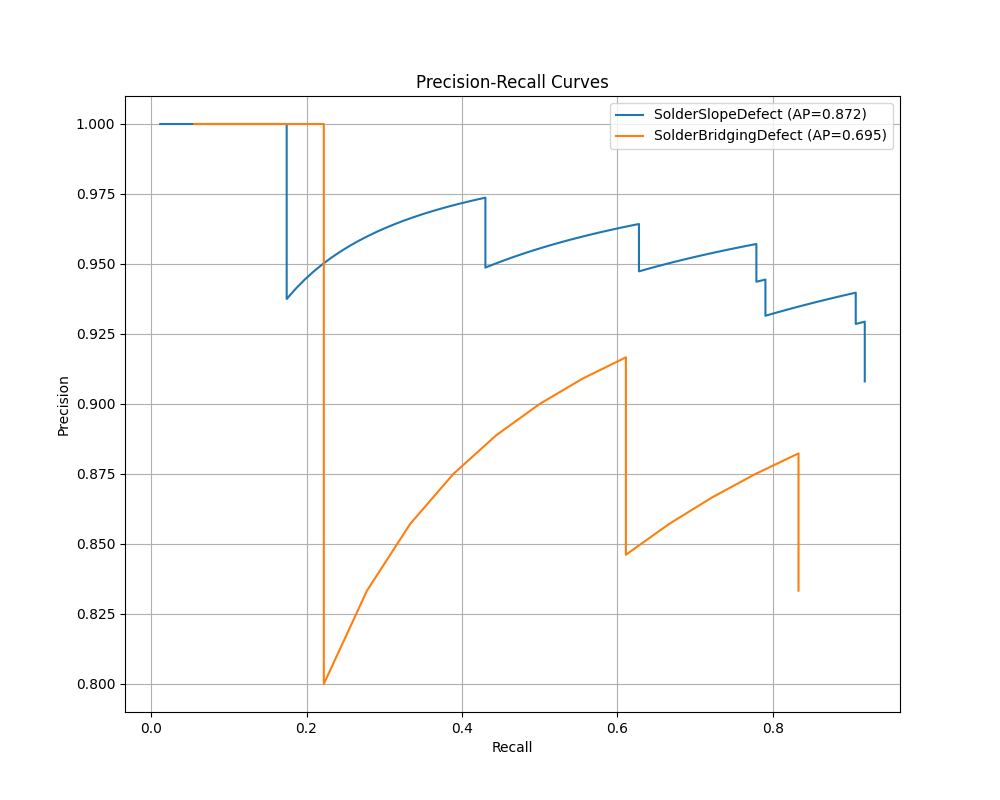 Precision-Recall Curves
SolderSlopeDefect (AP=0.872)
SolderBridgingDefect (AP=0.695)
1.000
0.975
0.950
0.925
0.900
0.875
0.850
0.825
0.800
Precision
0.0 0.2 0.4 0.6 0.8
Recall